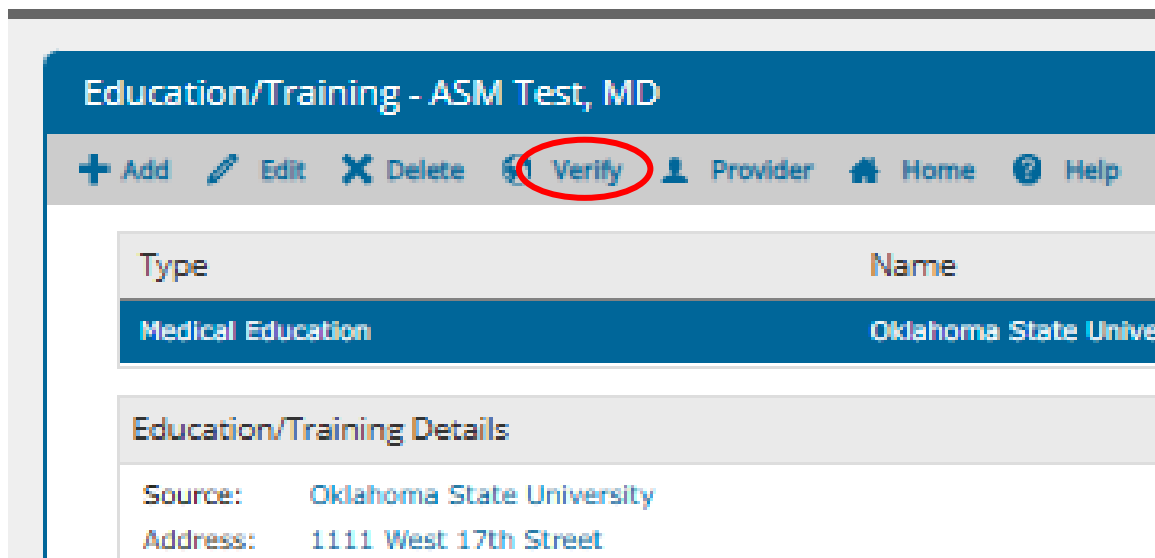 Education/Training - ASM Test, MD
Add Edit Delete Verify Provider Home Help
Type Name
Medical Education Oklahoma State Unive
Education/Training Details
Source: Oklahoma State University
Address: 1111 West 17th Street